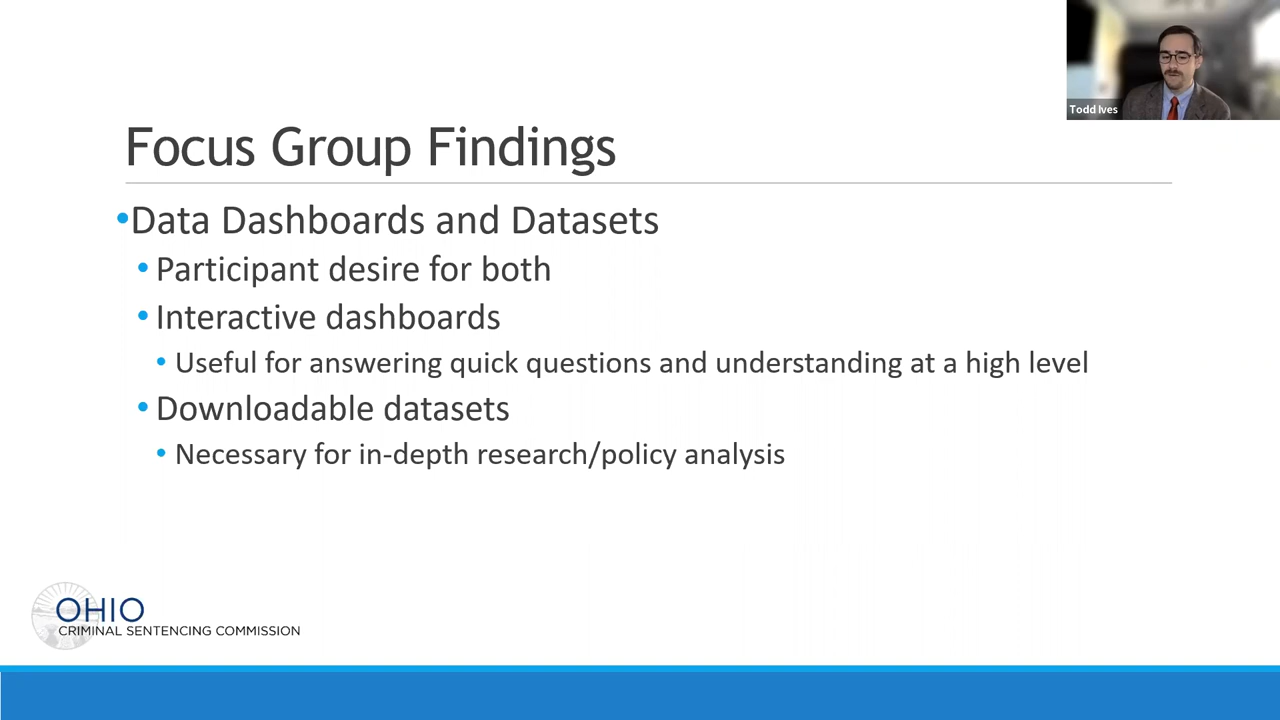 Todd Ives
Focus Group Findings
•Data Dashboards and Datasets
• Participant desire for both
• Interactive dashboards
• Useful for answering quick questions and understanding at a high level
• Downloadable datasets
• Necessary for in-depth research/policy analysis
OHIO
CRIMINAL SENTENCING COMMISSION